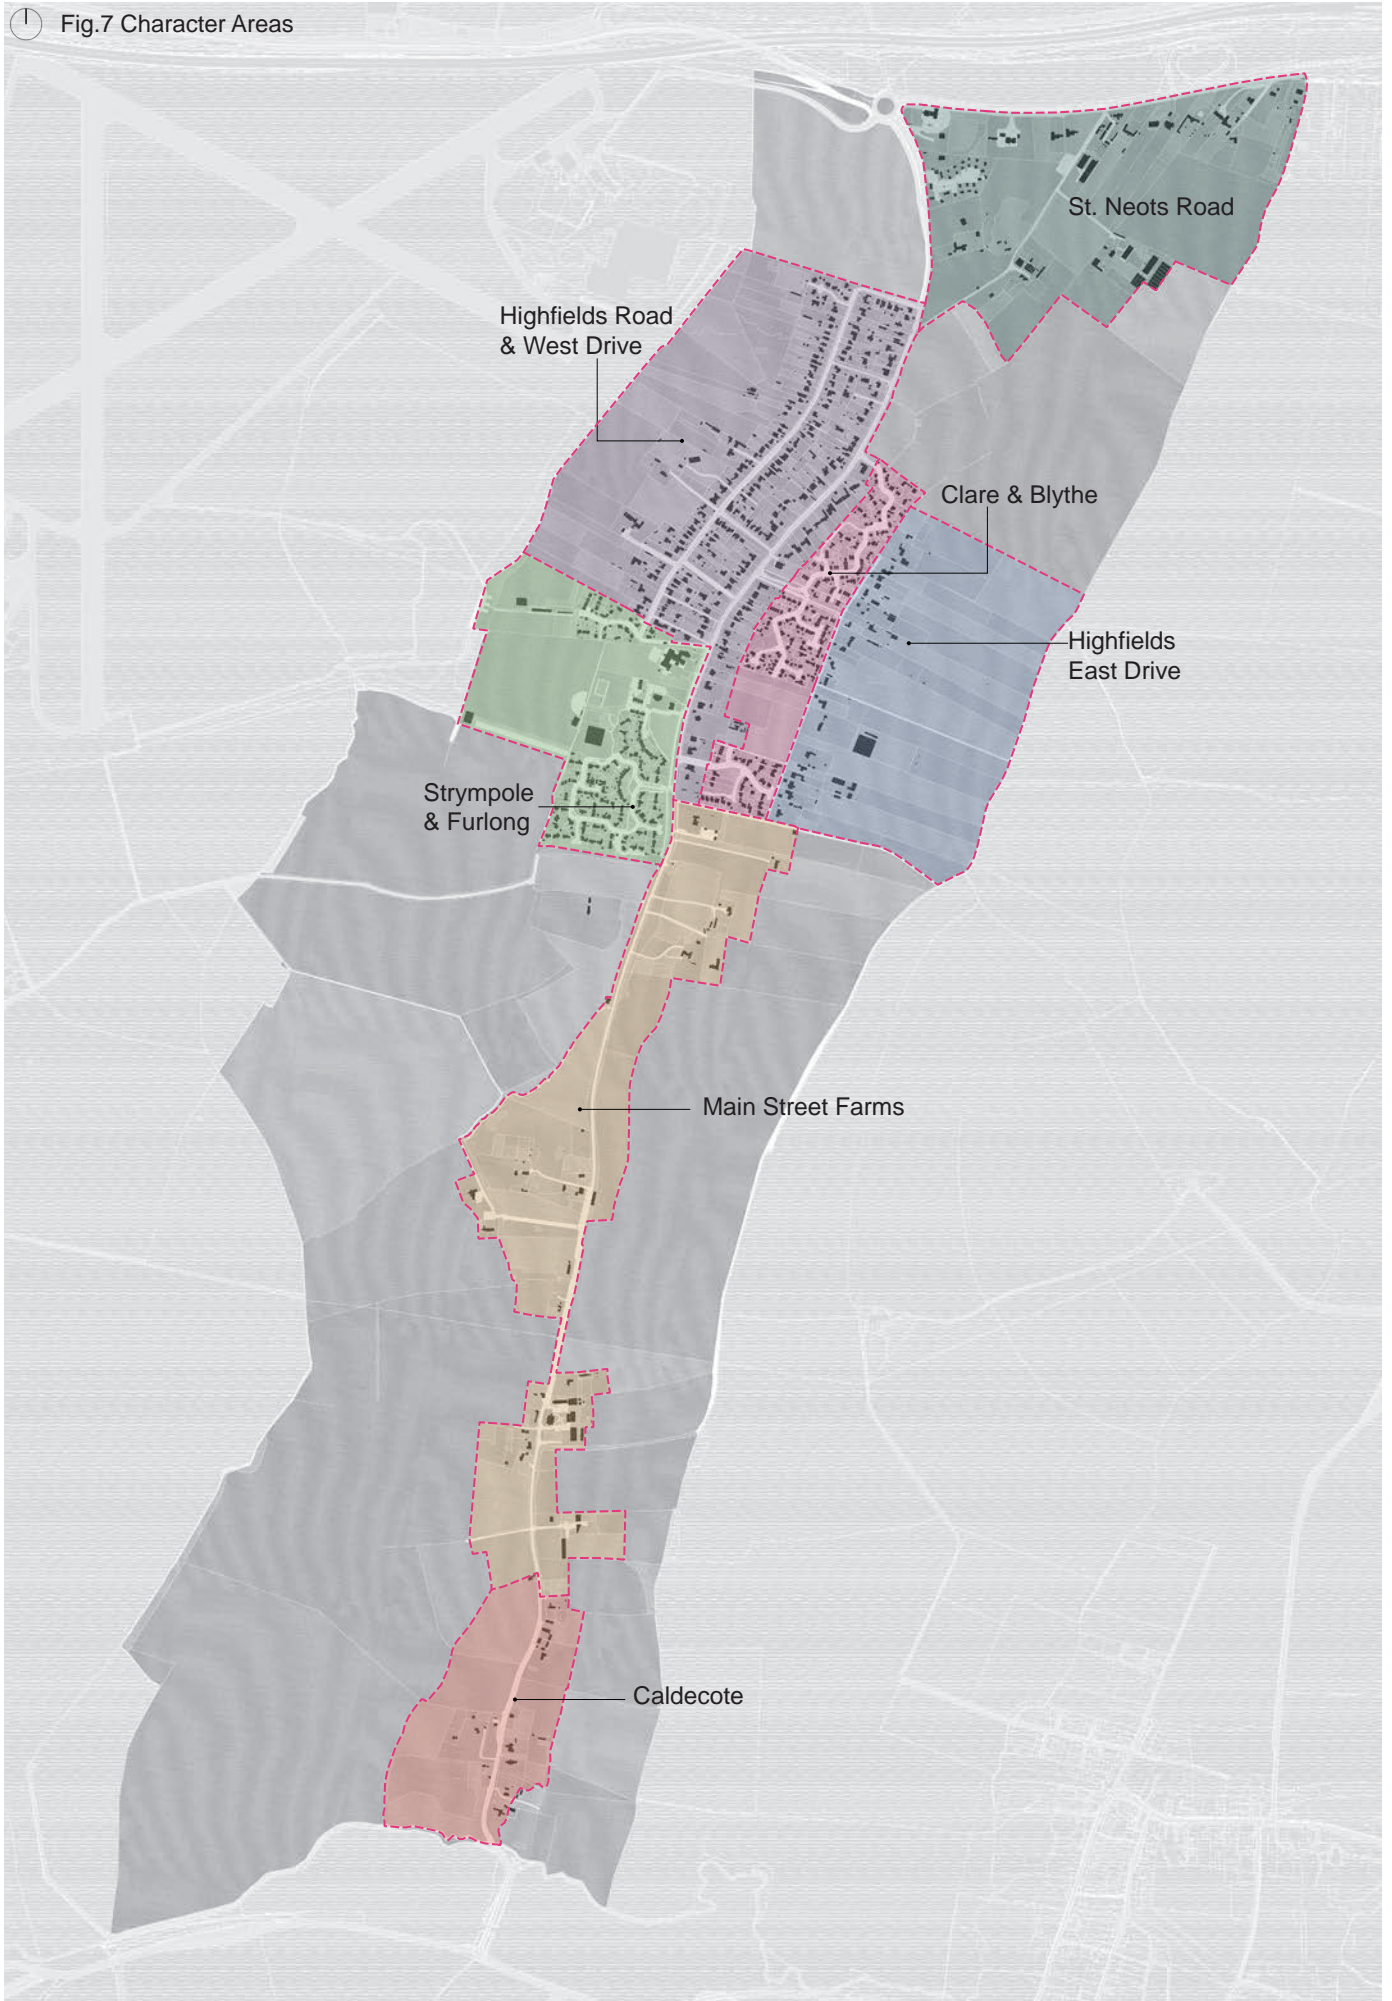 Fig.7 Character Areas
St. Neots Road
Highfields Road
& West Drive
Clare & Blythe
Highfields
East Drive
Strympole
& Furlong
Main Street Farms
Caldecote